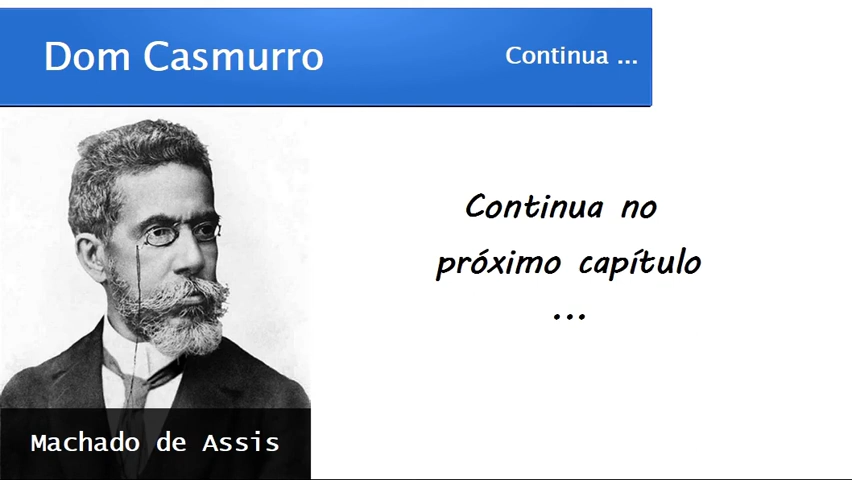 Dom Casmurro
Continua ...
Continua no
próximo capítulo
...
Machado de Assis